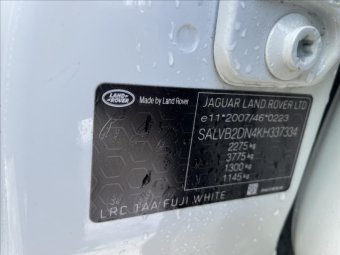 LAND ROVER
Made by Land Rover
JAGUAR LAND ROVER LTD
e11*2007/46*0223
SALVB2DN4KH337334
2275 kg
3775 kg
1300 kg
1145 kg
LRC 1AA FUJI WHITE